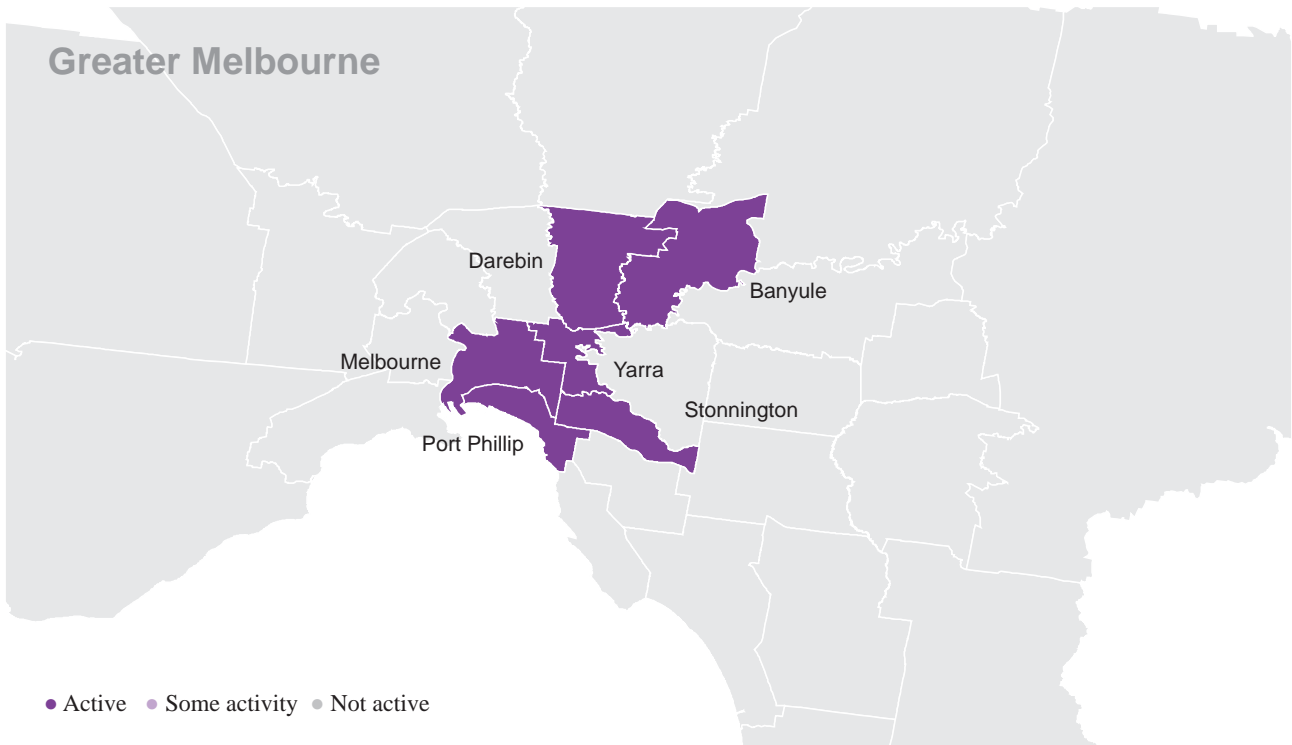 Greater Melbourne
Darebin
Banyule
Melbourne
Yarra
Stonnington
Port Phillip
Active Some activity Not active